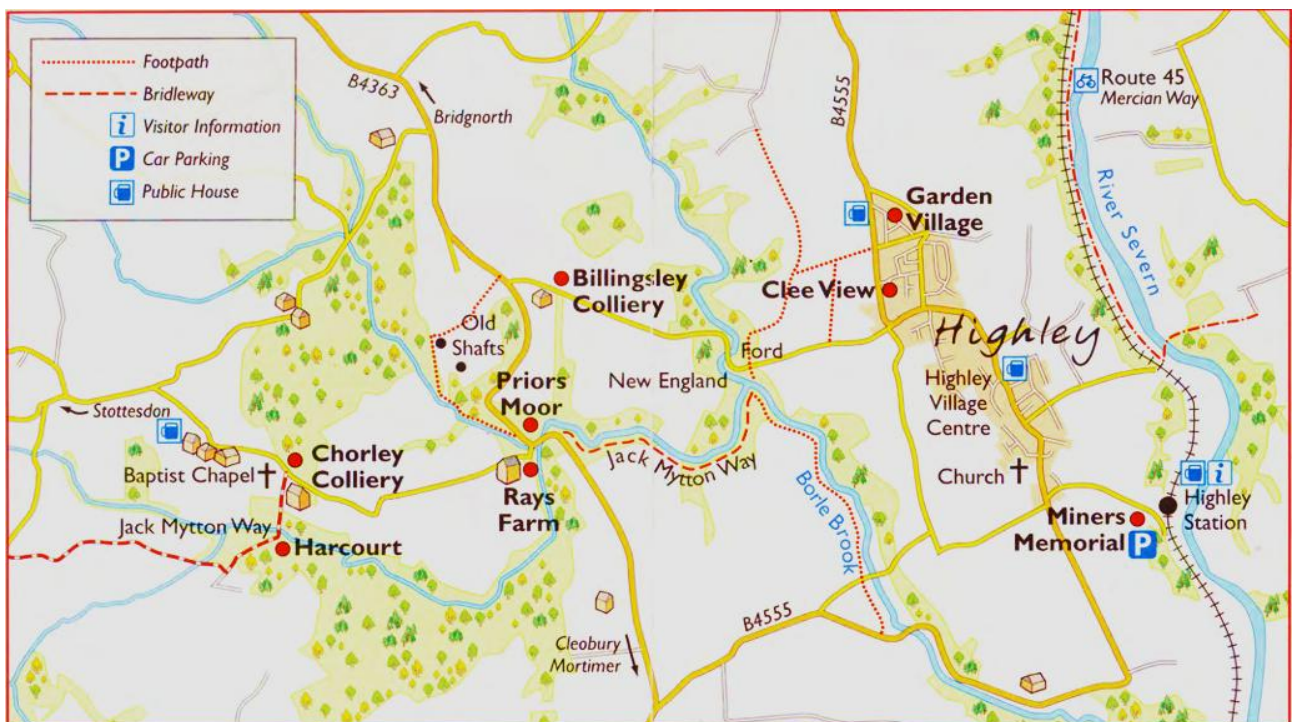 Footpath
Bridleway
i
Visitor Information
P
Car Parking
Public House
B4363
Bridgnorth
B4555
Route 45
Mercian Way
River Severn
Garden
Village
Billingsley
Colliery
Clee View
Old
Shafts
Ford
Highley
New England
Highley
Village
Centre
Priors
Moor
Stottesdon
Chorley
Colliery
Baptist Chapel
Jack Mytton Way
Rays
Farm
Church
Borle Brook
i
Highley
Station
Jack Mytton Way
Harcourt
Miners
Memorial
P
B4555
Cleobury
Mortimer